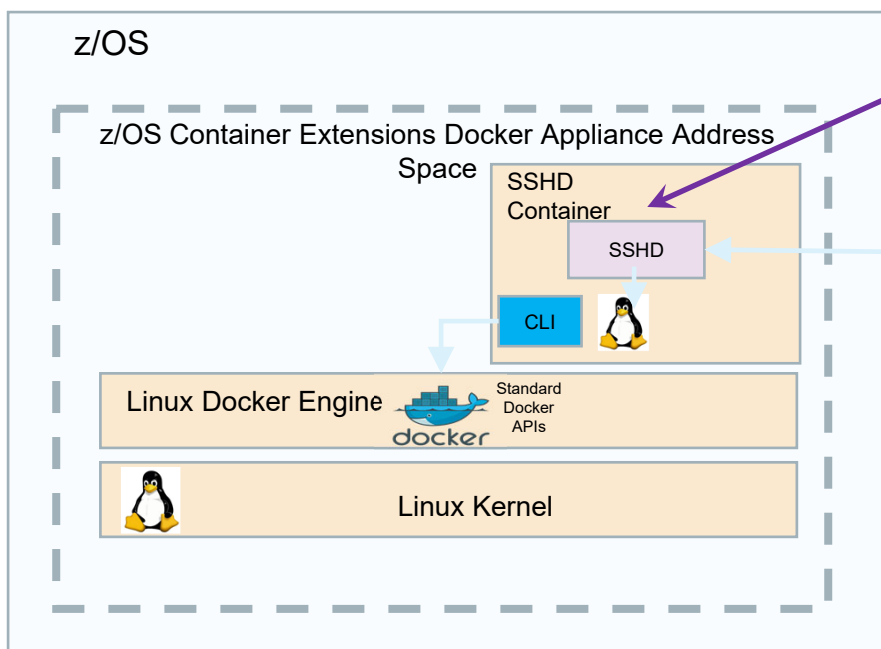 z/OS
z/OS Container Extensions Docker Appliance Address
Space
SSHD
Container
SSHD
CLI
Linux Docker Engine
docker
Standard
Docker
APIs
Linux Kernel